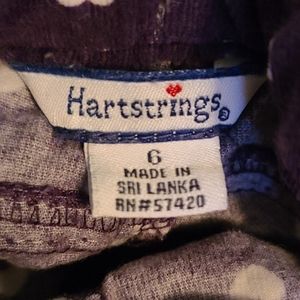 Hartstrings®
6
MADE IN
SRI LANKA
RN#57420